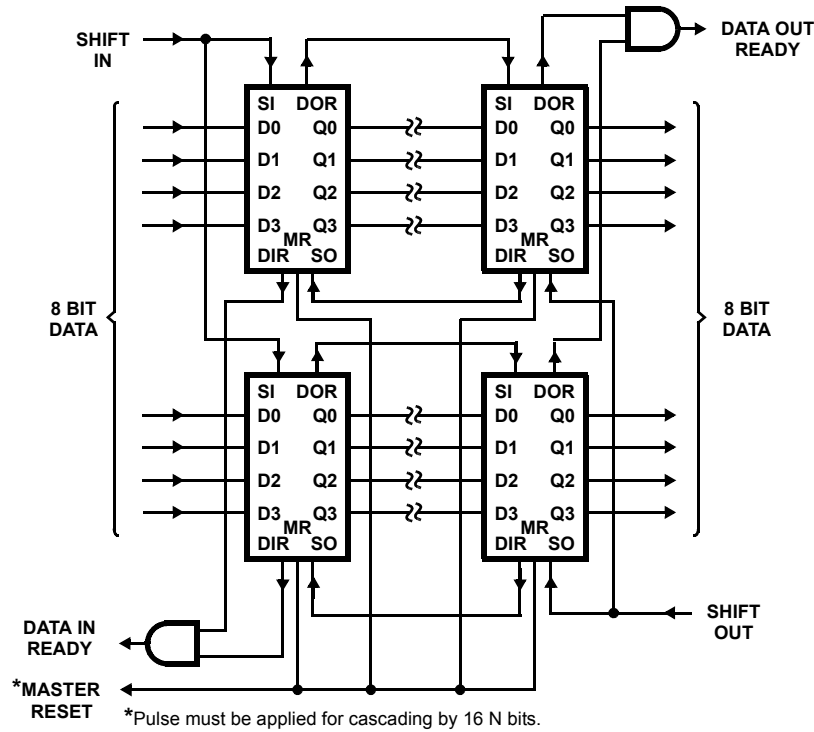 SHIFT
IN
DATA OUT
READY
SI DOR
D0 Q0
D1 Q1
D2 Q2
D3 Q3
MR
DIR SO
SI DOR
D0 Q0
D1 Q1
D2 Q2
D3 Q3
MR
DIR SO
8 BIT
DATA
8 BIT
DATA
SI DOR
D0 Q0
D1 Q1
D2 Q2
D3 Q3
MR
DIR SO
SI DOR
D0 Q0
D1 Q1
D2 Q2
D3 Q3
MR
DIR SO
DATA IN
READY
SHIFT
OUT
*MASTER
RESET
*Pulse must be applied for cascading by 16 N bits.